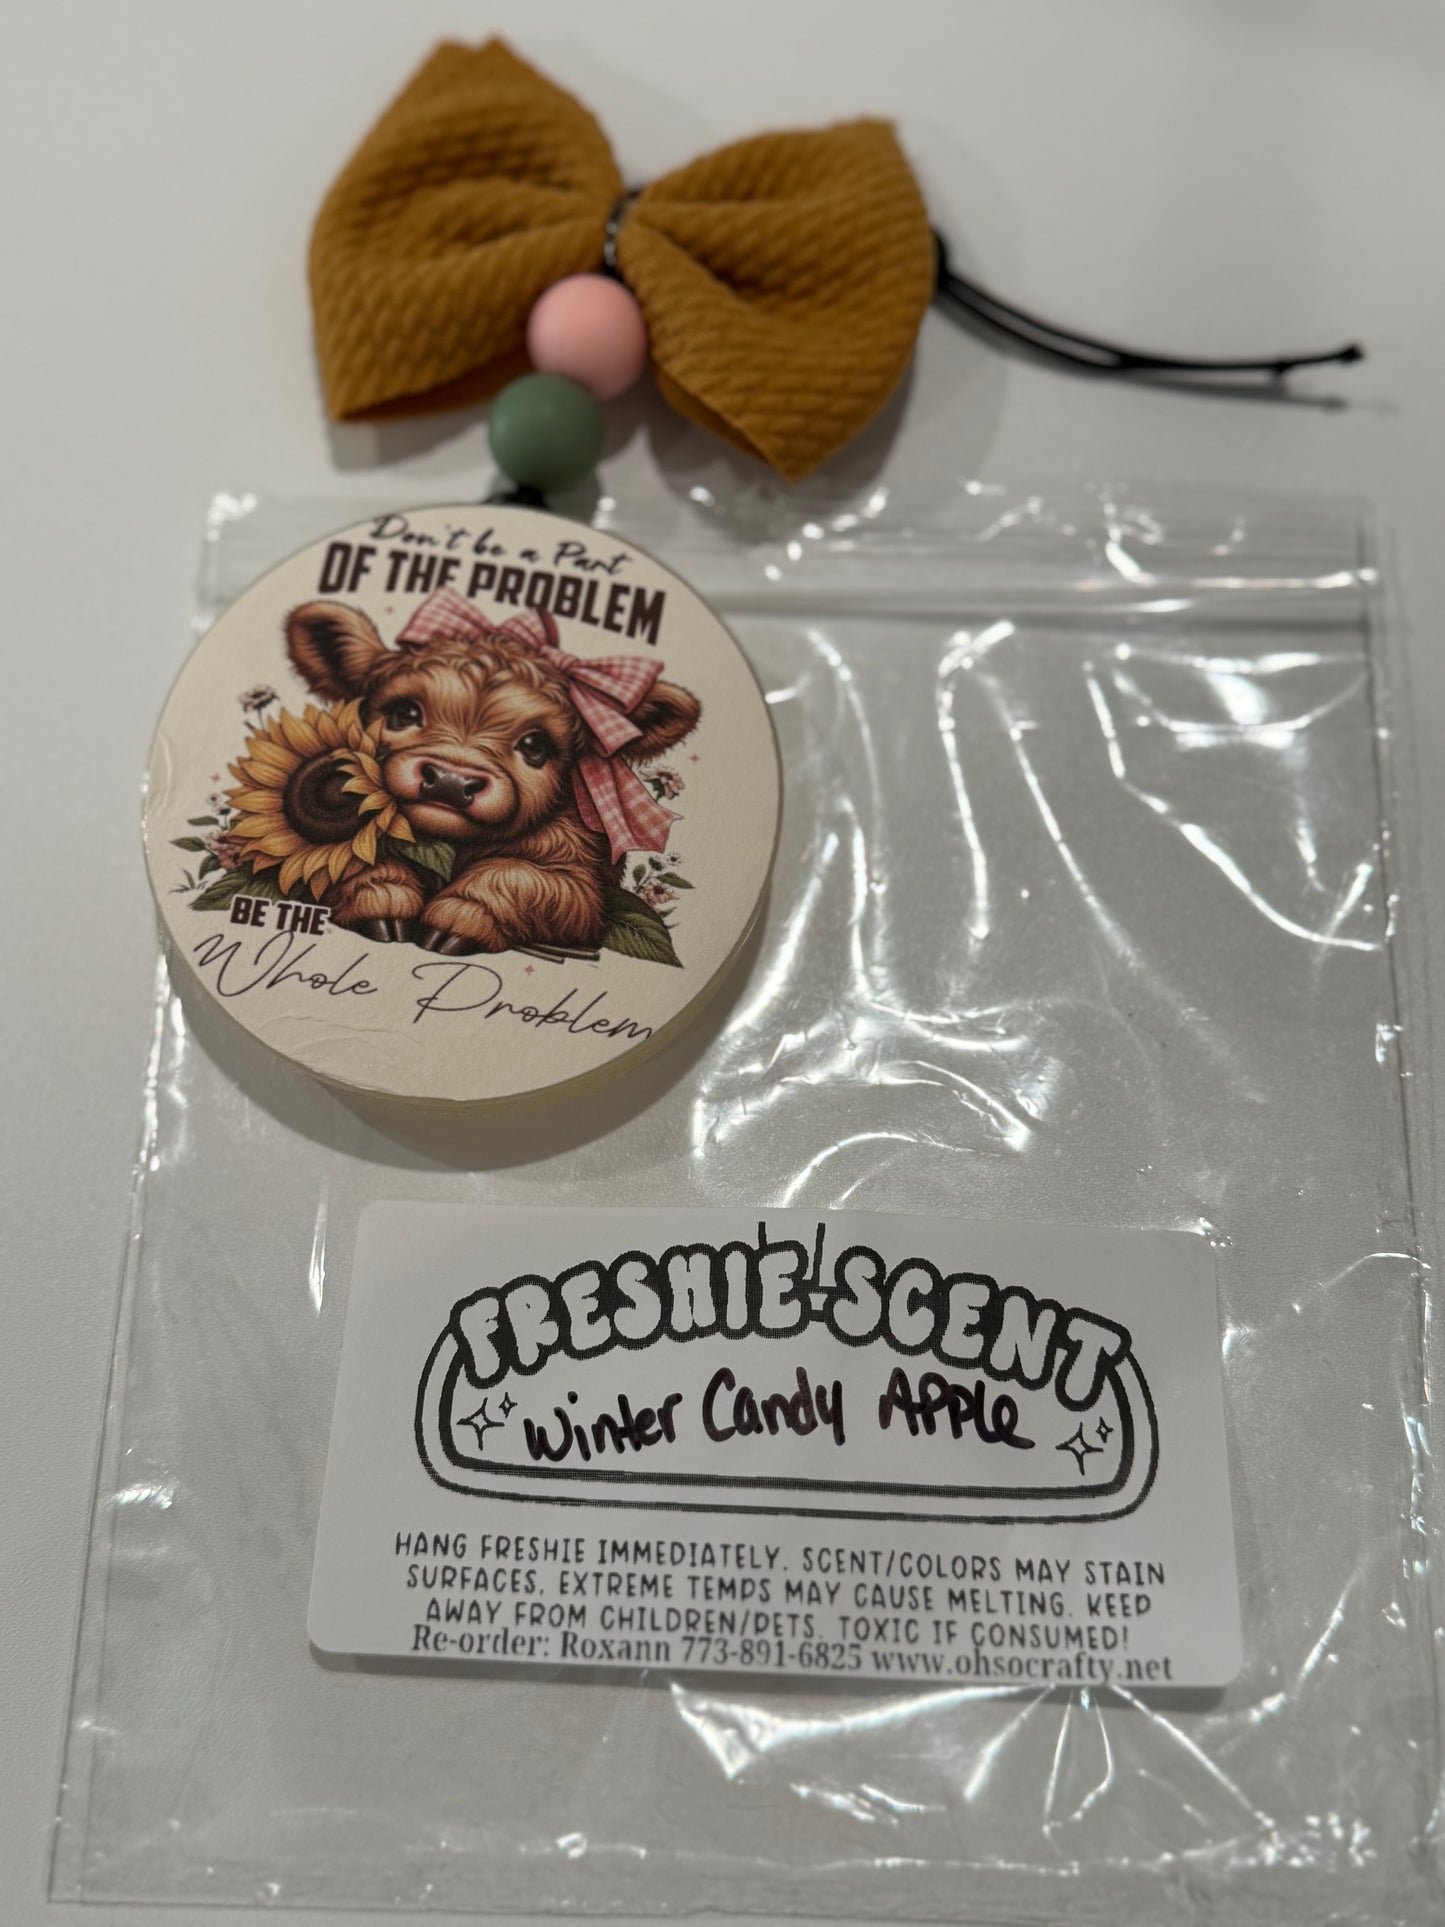 Don't be a Part
OF THE PROBLEM
BE THE
Whole Problem
FRESHIE SCENT
Winter Candy Apple
HANG FRESHIE IMMEDIATELY. SCENT/COLORS MAY STAIN
SURFACES. EXTREME TEMPS MAY CAUSE MELTING. KEEP
AWAY FROM CHILDREN/PETS. TOXIC IF CONSUMED!
Re-order: Roxann 773-891-6825 www.ohsocrafty.net